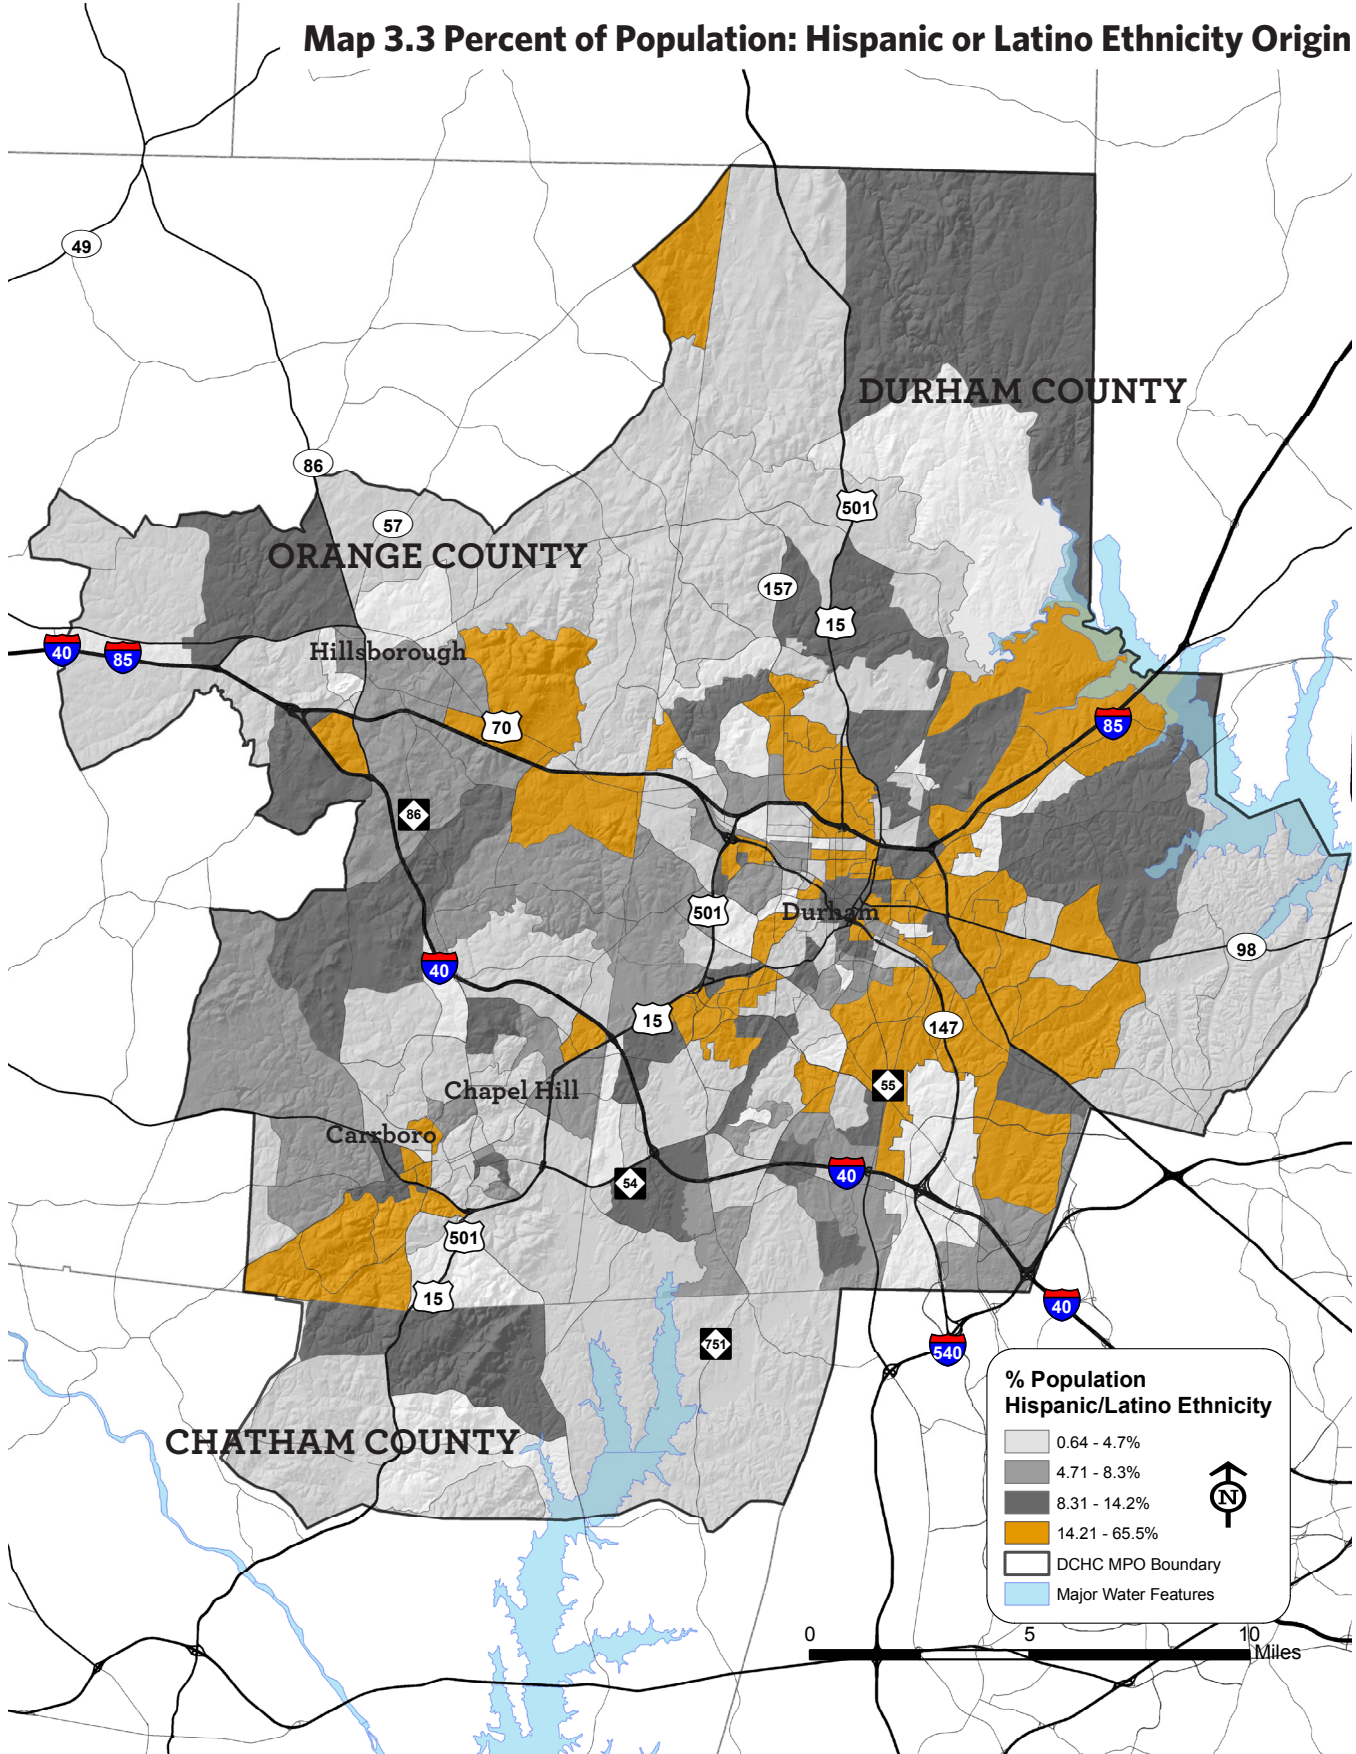 Map 3.3 Percent of Population: Hispanic or Latino Ethnicity Origin
49
DURHAM COUNTY
86
501
57
ORANGE COUNTY
157
15
Hillsborough
40
85
70
85
86
501
Durham
98
40
15
147
Chapel Hill
55
Carrboro
54
40
501
15
40
751
540
% Population
Hispanic/Latino Ethnicity
0.64 - 4.7%
4.71 - 8.3%
8.31 - 14.2%
14.21 - 65.5%
DCHC MPO Boundary
Major Water Features
N
CHATHAM COUNTY
0 5 10
Miles